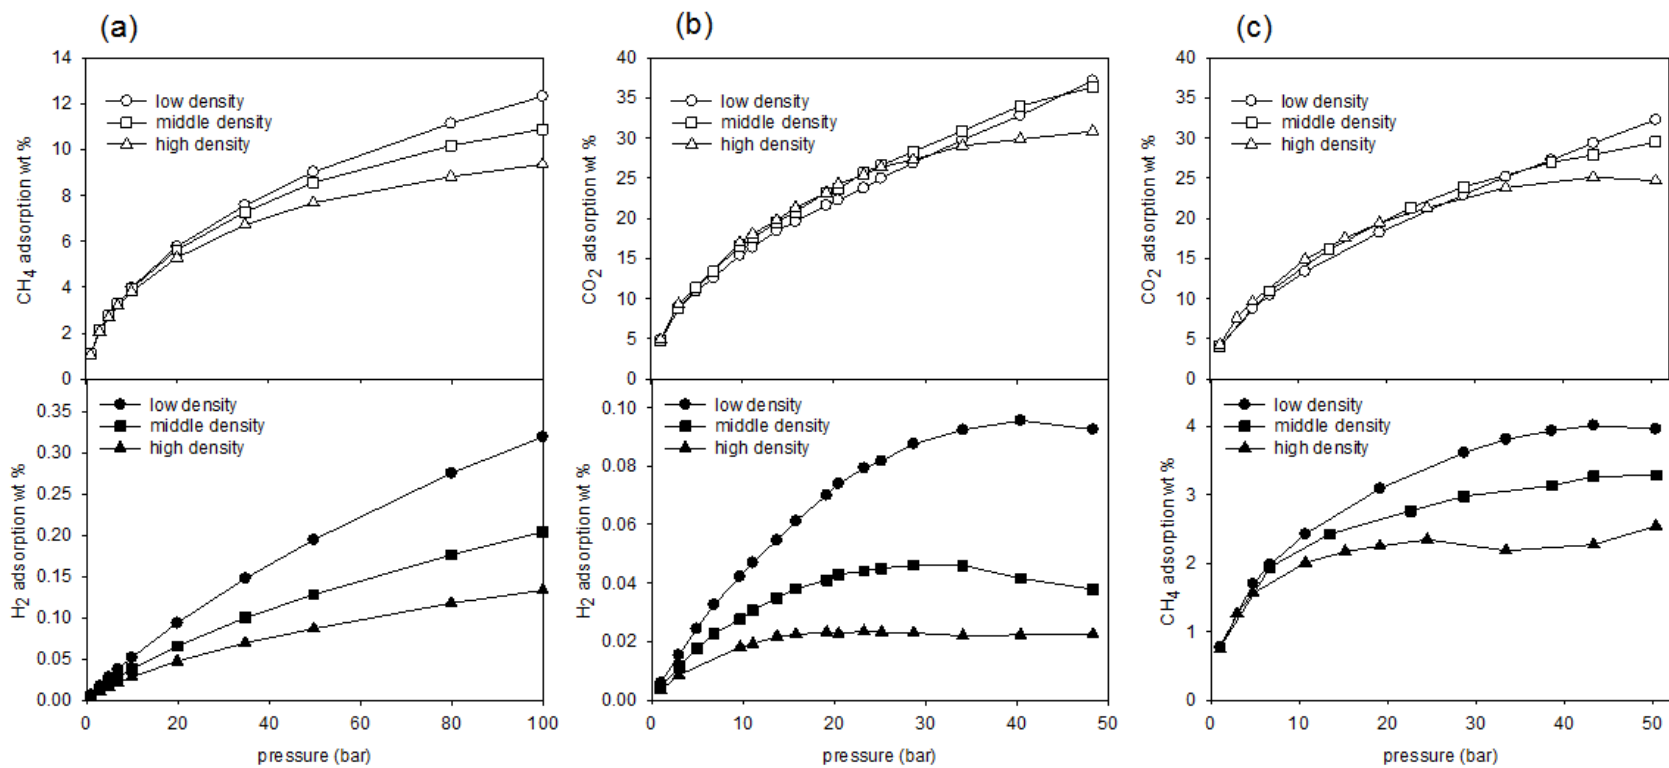 (a)
CH4 adsorption wt %
14
12
10
8
6
4
2
0
low density
middle density
high density
H2 adsorption wt %
0.35
0.30
0.25
0.20
0.15
0.10
0.05
0.00
low density
middle density
high density
0 20 40 60 80 100
pressure (bar)
(b)
CO2 adsorption wt %
40
35
30
25
20
15
10
5
0
low density
middle density
high density
H2 adsorption wt %
0.10
0.08
0.06
0.04
0.02
0.00
low density
middle density
high density
0 10 20 30 40 50
pressure (bar)
(c)
CO2 adsorption wt %
40
35
30
25
20
15
10
5
0
low density
middle density
high density
CH4 adsorption wt %
4
3
2
1
0
low density
middle density
high density
0 10 20 30 40 50
pressure (bar)